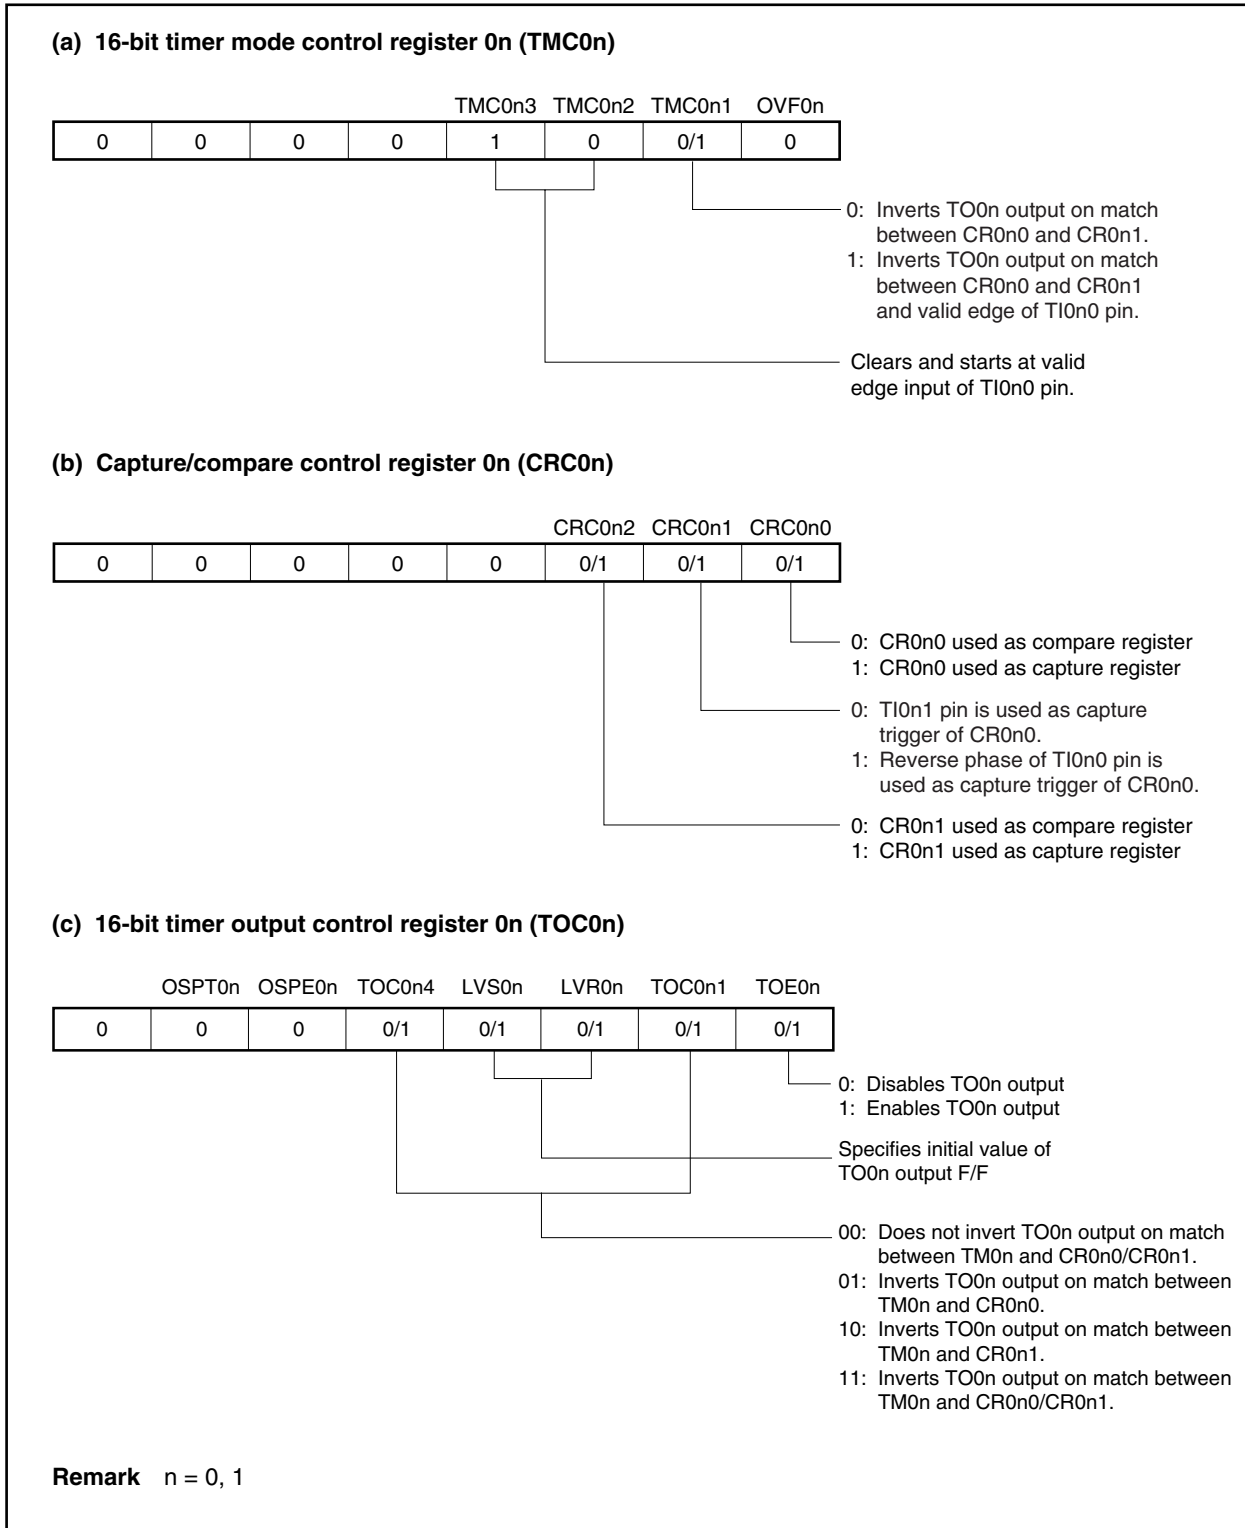 (a) 16-bit timer mode control register 0n (TMC0n)
TMC0n3 TMC0n2 TMC0n1 OVF0n
0 0 0 0 1 0 0/1 0
0: Inverts TO0n output on match
between CR0n0 and CR0n1.
1: Inverts TO0n output on match
between CR0n0 and CR0n1
and valid edge of TI0n0 pin.
Clears and starts at valid
edge input of TI0n0 pin.
(b) Capture/compare control register 0n (CRC0n)
CRC0n2 CRC0n1 CRC0n0
0 0 0 0 0 0/1 0/1 0/1
0: CR0n0 used as compare register
1: CR0n0 used as capture register
0: TI0n1 pin is used as capture
trigger of CR0n0.
1: Reverse phase of TI0n0 pin is
used as capture trigger of CR0n0.
0: CR0n1 used as compare register
1: CR0n1 used as capture register
(c) 16-bit timer output control register 0n (TOC0n)
OSPT0n OSPE0n TOC0n4 LVS0n LVR0n TOC0n1 TOE0n
0 0 0 0/1 0/1 0/1 0/1 0/1
0: Disables TO0n output
1: Enables TO0n output
Specifies initial value of
TO0n output F/F
00: Does not invert TO0n output on match
between TM0n and CR0n0/CR0n1.
01: Inverts TO0n output on match between
TM0n and CR0n0.
10: Inverts TO0n output on match between
TM0n and CR0n1.
11: Inverts TO0n output on match between
TM0n and CR0n0/CR0n1.
Remark n = 0, 1